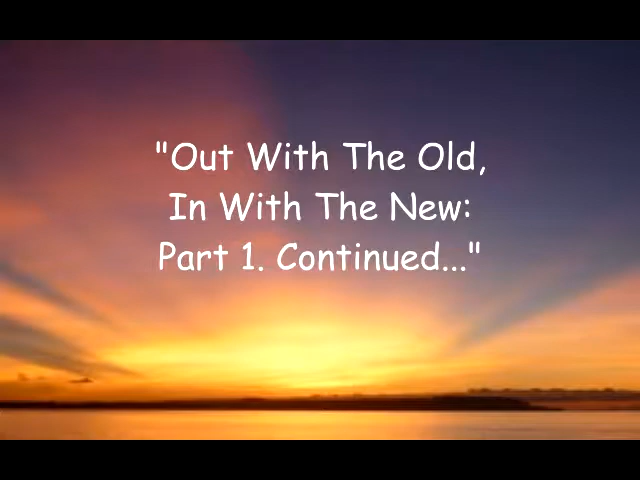 "Out With The Old,
In With The New:
Part 1. Continued..."